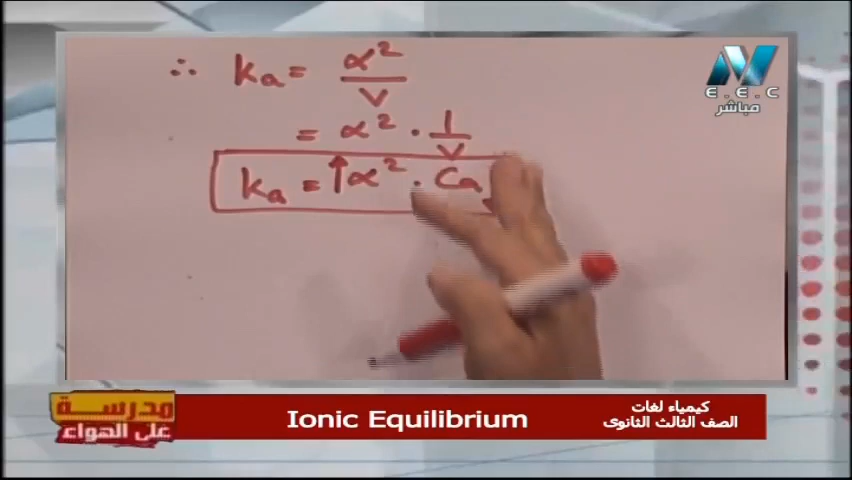 ∴ Ka = α² / V
= α² · 1/V
Ka = ↑α² · Ca
E.E.C
مباشر
مدرسة
على الهواء
Ionic Equilibrium
كيمياء لغات
الصف الثالث الثانوى